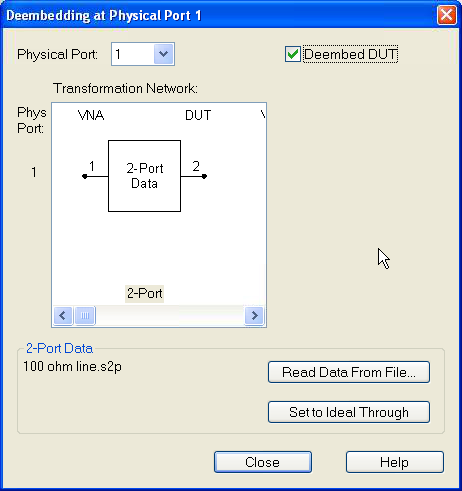 Deembedding at Physical Port 1
Physical Port: 1
Deembed DUT
Transformation Network:
Phys
Port:
VNA DUT
1
1 2
2-Port
Data
2-Port
2-Port Data
100 ohm line.s2p
Read Data From File...
Set to Ideal Through
Close Help